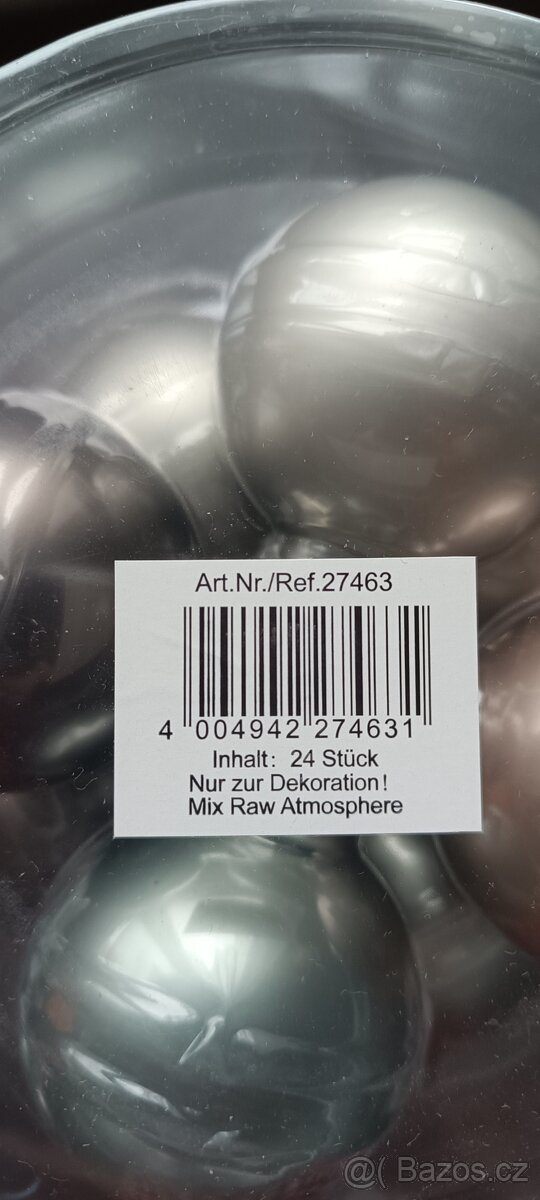 Art.Nr./Ref.27463
4 004942 274631
Inhalt: 24 Stück
Nur zur Dekoration!
Mix Raw Atmosphere
@( Bazos.cz